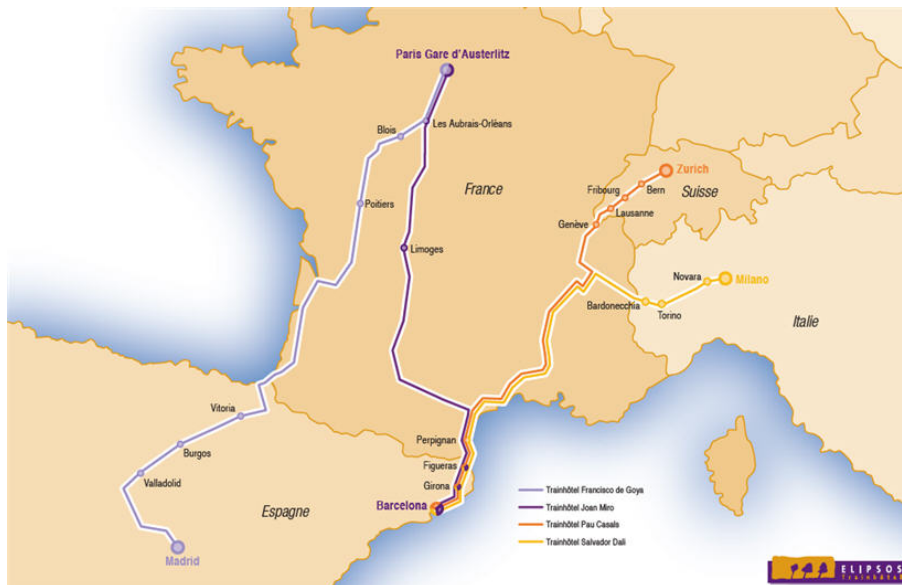 Paris Gare d'Austerlitz
Les Aubrais-Orléans
Blois
Poitiers
France
Limoges
Zurich
Fribourg
Bern
Suisse
Lausanne
Genève
Novara
Milano
Bardonecchia
Torino
Italie
Vitoria
Burgos
Valladolid
Perpignan
Figueras
Girona
Barcelona
Espagne
Madrid
Trainhôtel Francisco de Goya
Trainhôtel Joan Miro
Trainhôtel Pau Casals
Trainhôtel Salvador Dali
ELIPSOS
Trainhôtel